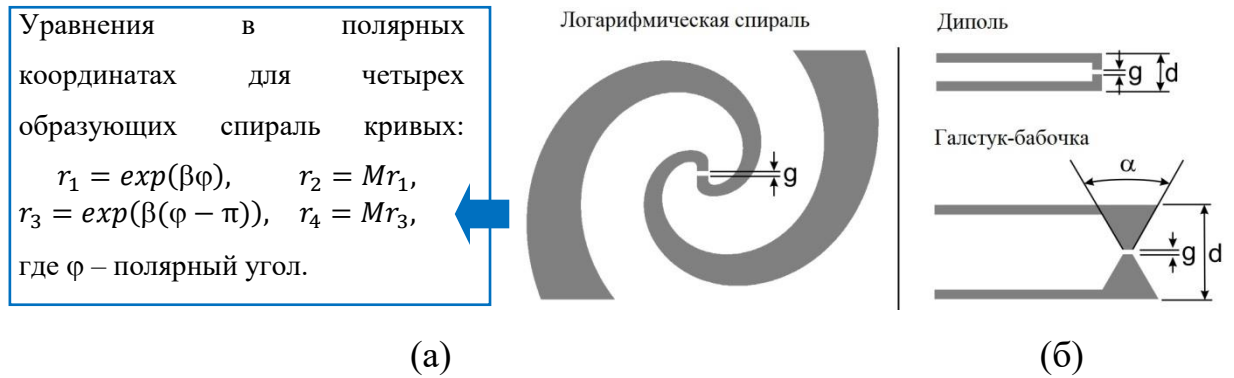 Уравнения в полярных
координатах для четырех
образующих спираль кривых:
r₁ = exp(βφ), r₂ = Mr₁,
r₃ = exp(β(φ − π)), r₄ = Mr₃,
где φ – полярный угол.
Логарифмическая спираль
g
Диполь
g d
Галстук-бабочка
α
g d
(а) (б)